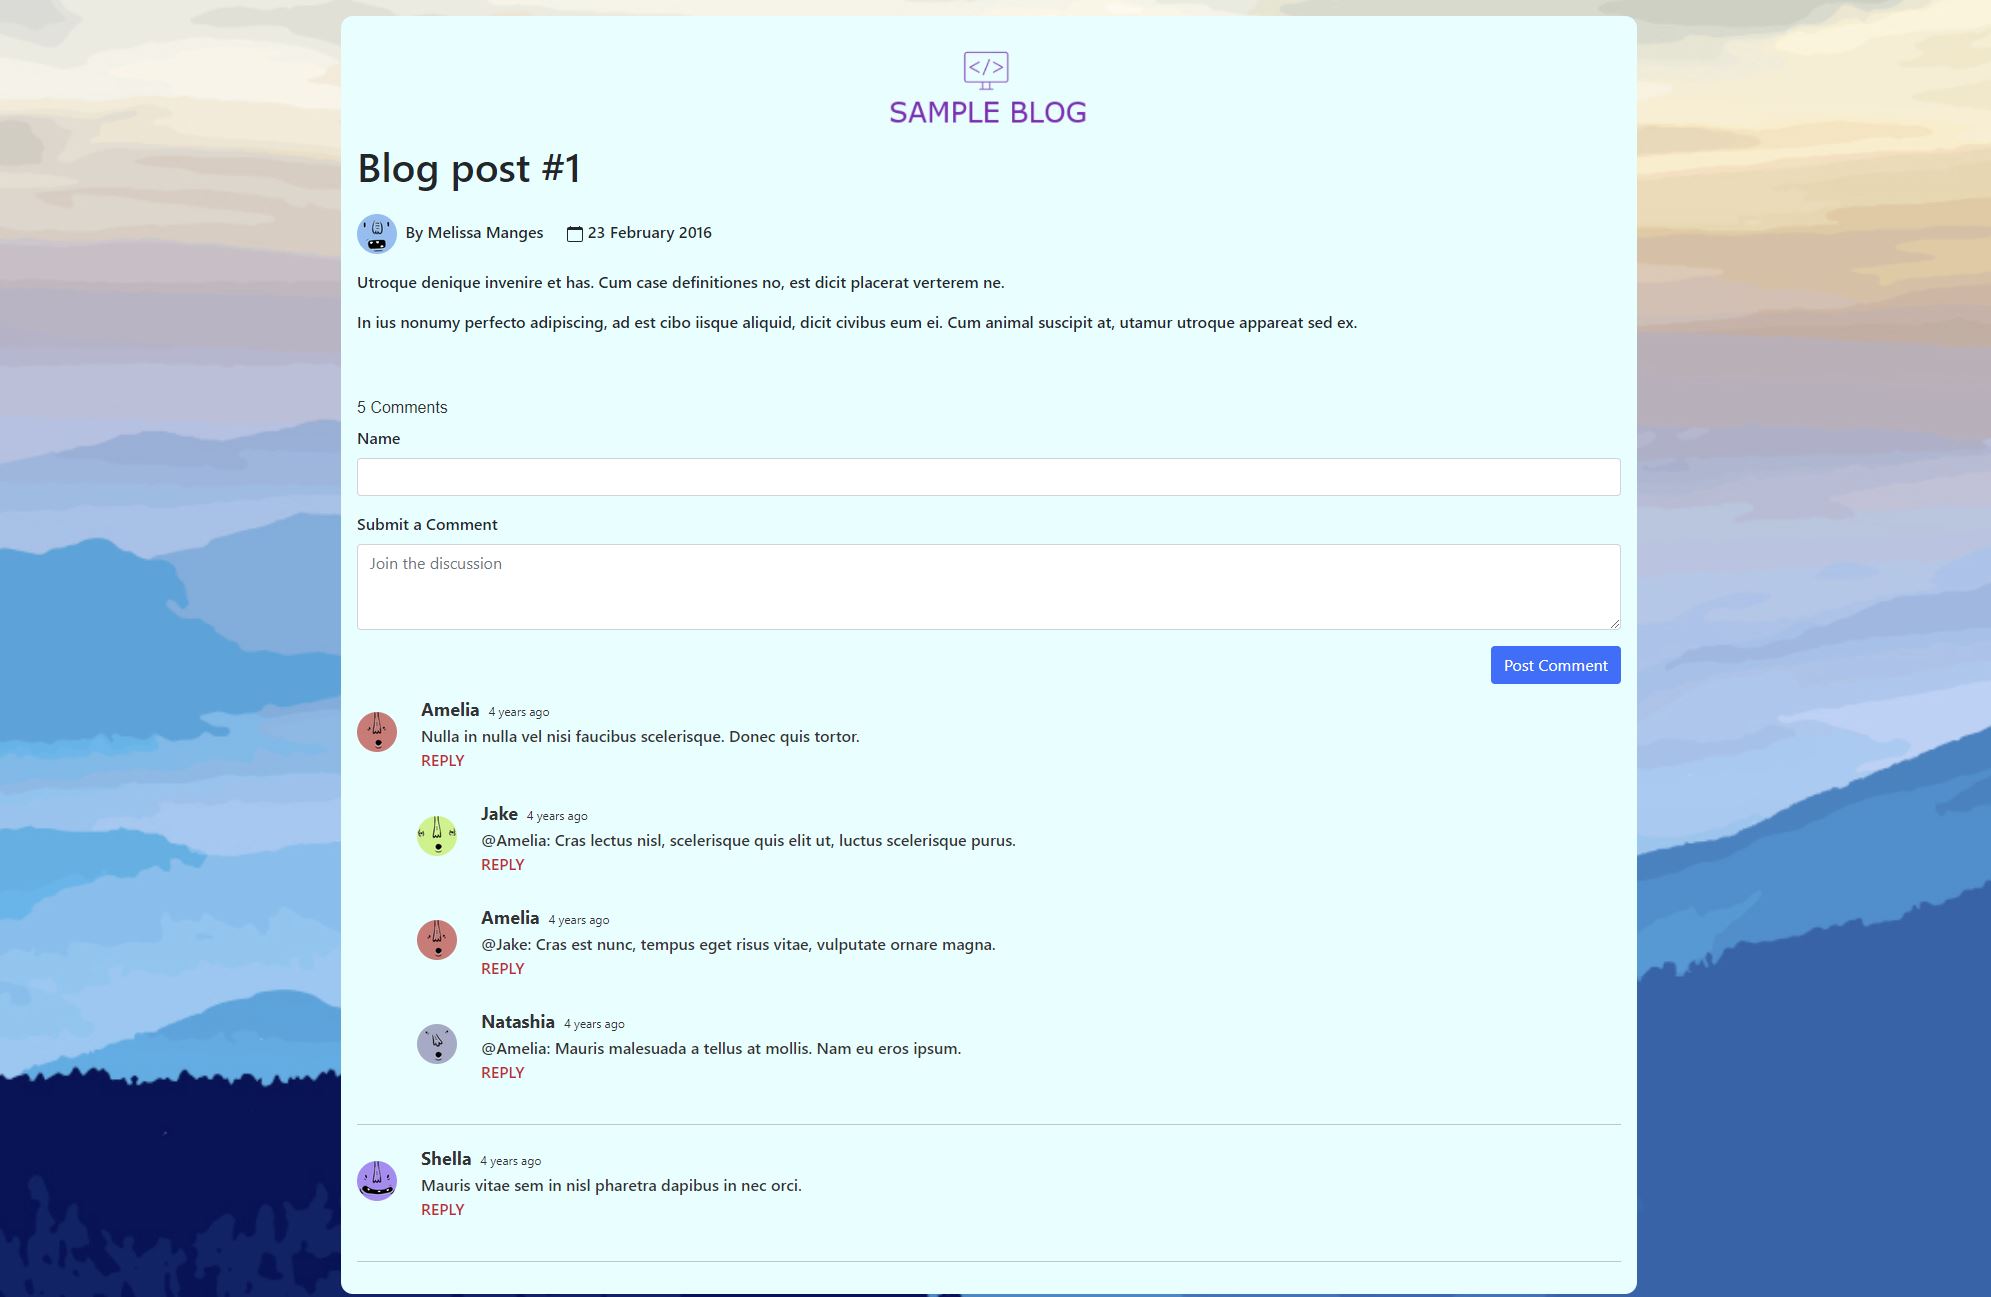 </>
SAMPLE BLOG
Blog post #1
By Melissa Manges 23 February 2016
Utroque denique invenire et has. Cum case definitiones no, est dicit placerat verterem ne.
In ius nonumy perfecto adipiscing, ad est cibo iisque aliquid, dicit civibus eum ei. Cum animal suscipit at, utamur utroque appareat sed ex.
5 Comments
Name
Submit a Comment
Join the discussion
Post Comment
Amelia 4 years ago
Nulla in nulla vel nisi faucibus scelerisque. Donec quis tortor.
REPLY
Jake 4 years ago
@Amelia: Cras lectus nisl, scelerisque quis elit ut, luctus scelerisque purus.
REPLY
Amelia 4 years ago
@Jake: Cras est nunc, tempus eget risus vitae, vulputate ornare magna.
REPLY
Natashia 4 years ago
@Amelia: Mauris malesuada a tellus at mollis. Nam eu eros ipsum.
REPLY
Shella 4 years ago
Mauris vitae sem in nisl pharetra dapibus in nec orci.
REPLY